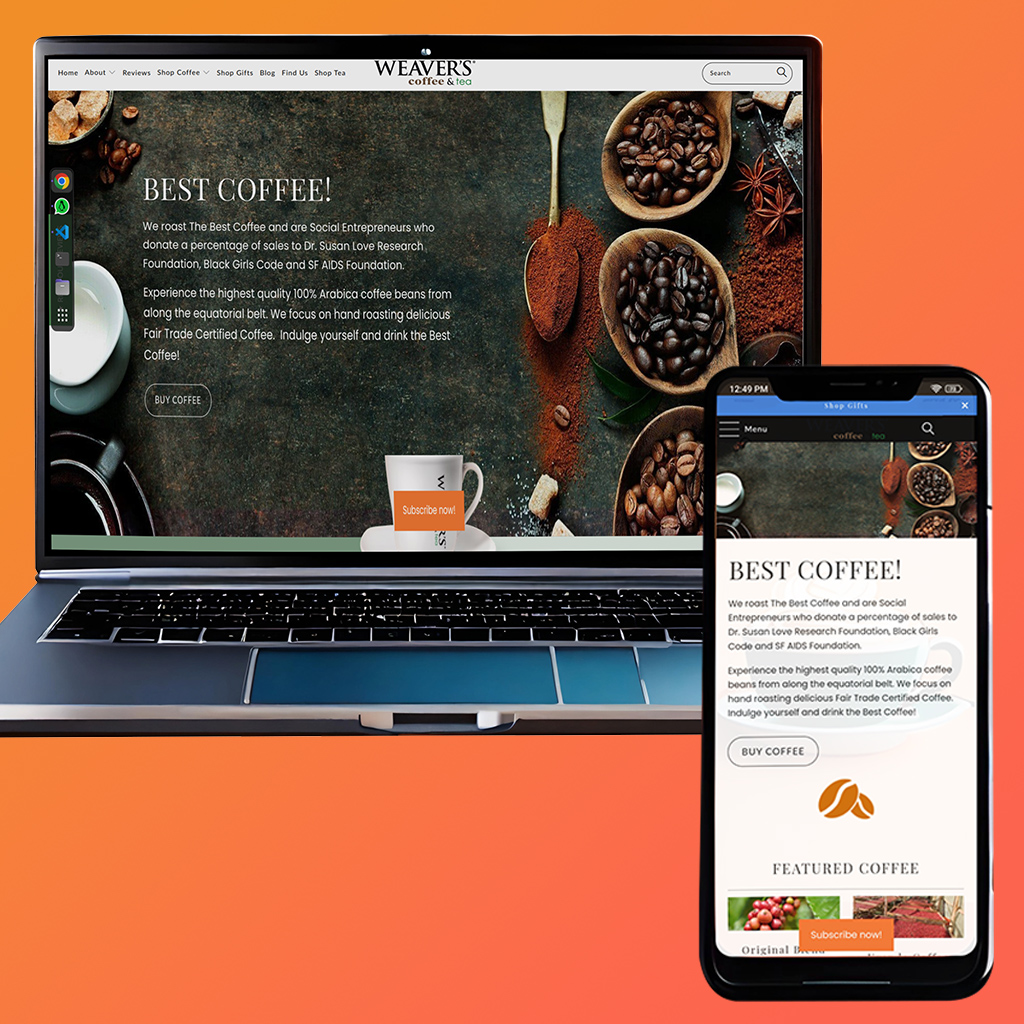 Home About Reviews Shop Coffee Shop Gifts Blog Find Us Shop Tea
WEAVER'S
coffee & tea
Search
BEST COFFEE!
We roast The Best Coffee and are Social Entrepreneurs who
donate a percentage of sales to Dr. Susan Love Research
Foundation, Black Girls Code and SF AIDS Foundation.
Experience the highest quality 100% Arabica coffee beans from
along the equatorial belt. We focus on hand roasting delicious
Fair Trade Certified Coffee. Indulge yourself and drink the Best
Coffee!
BUY COFFEE
Subscribe now!
12:49 PM
Shop Gifts
Menu
coffee tea
BEST COFFEE!
We roast The Best Coffee and are Social
Entrepreneurs who donate a percentage of sales to
Dr. Susan Love Research Foundation, Black Girls
Code and SF AIDS Foundation.
Experience the highest quality 100% Arabica coffee
beans from along the equatorial belt. We focus on
hand roasting delicious Fair Trade Certified Coffee.
Indulge yourself and drink the Best Coffee!
BUY COFFEE
FEATURED COFFEE
Subscribe now!
Original Blend